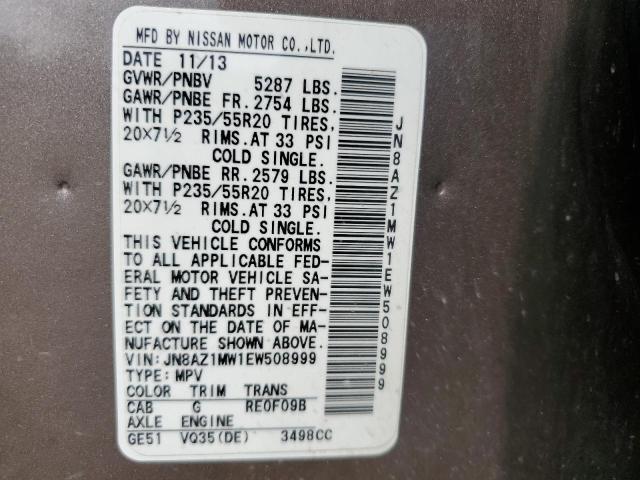 MFD BY NISSAN MOTOR CO.,LTD.
DATE 11/13
GVWR/PNBV 5287 LBS.
GAWR/PNBE FR. 2754 LBS.
WITH P235/55R20 TIRES,
20X7½ RIMS.AT 33 PSI
COLD SINGLE.
GAWR/PNBE RR. 2579 LBS.
WITH P235/55R20 TIRES,
20X7½ RIMS.AT 33 PSI
COLD SINGLE.
THIS VEHICLE CONFORMS
TO ALL APPLICABLE FED-
ERAL MOTOR VEHICLE SA-
FETY AND THEFT PREVEN-
TION STANDARDS IN EFF-
ECT ON THE DATE OF MA-
NUFACTURE SHOWN ABOVE.
VIN: JN8AZ1MW1EW508999
TYPE: MPV
COLOR TRIM TRANS
CAB G RE0F09B
AXLE ENGINE
GE51 VQ35(DE) 3498CC
JN8AZ1MW1EW508999